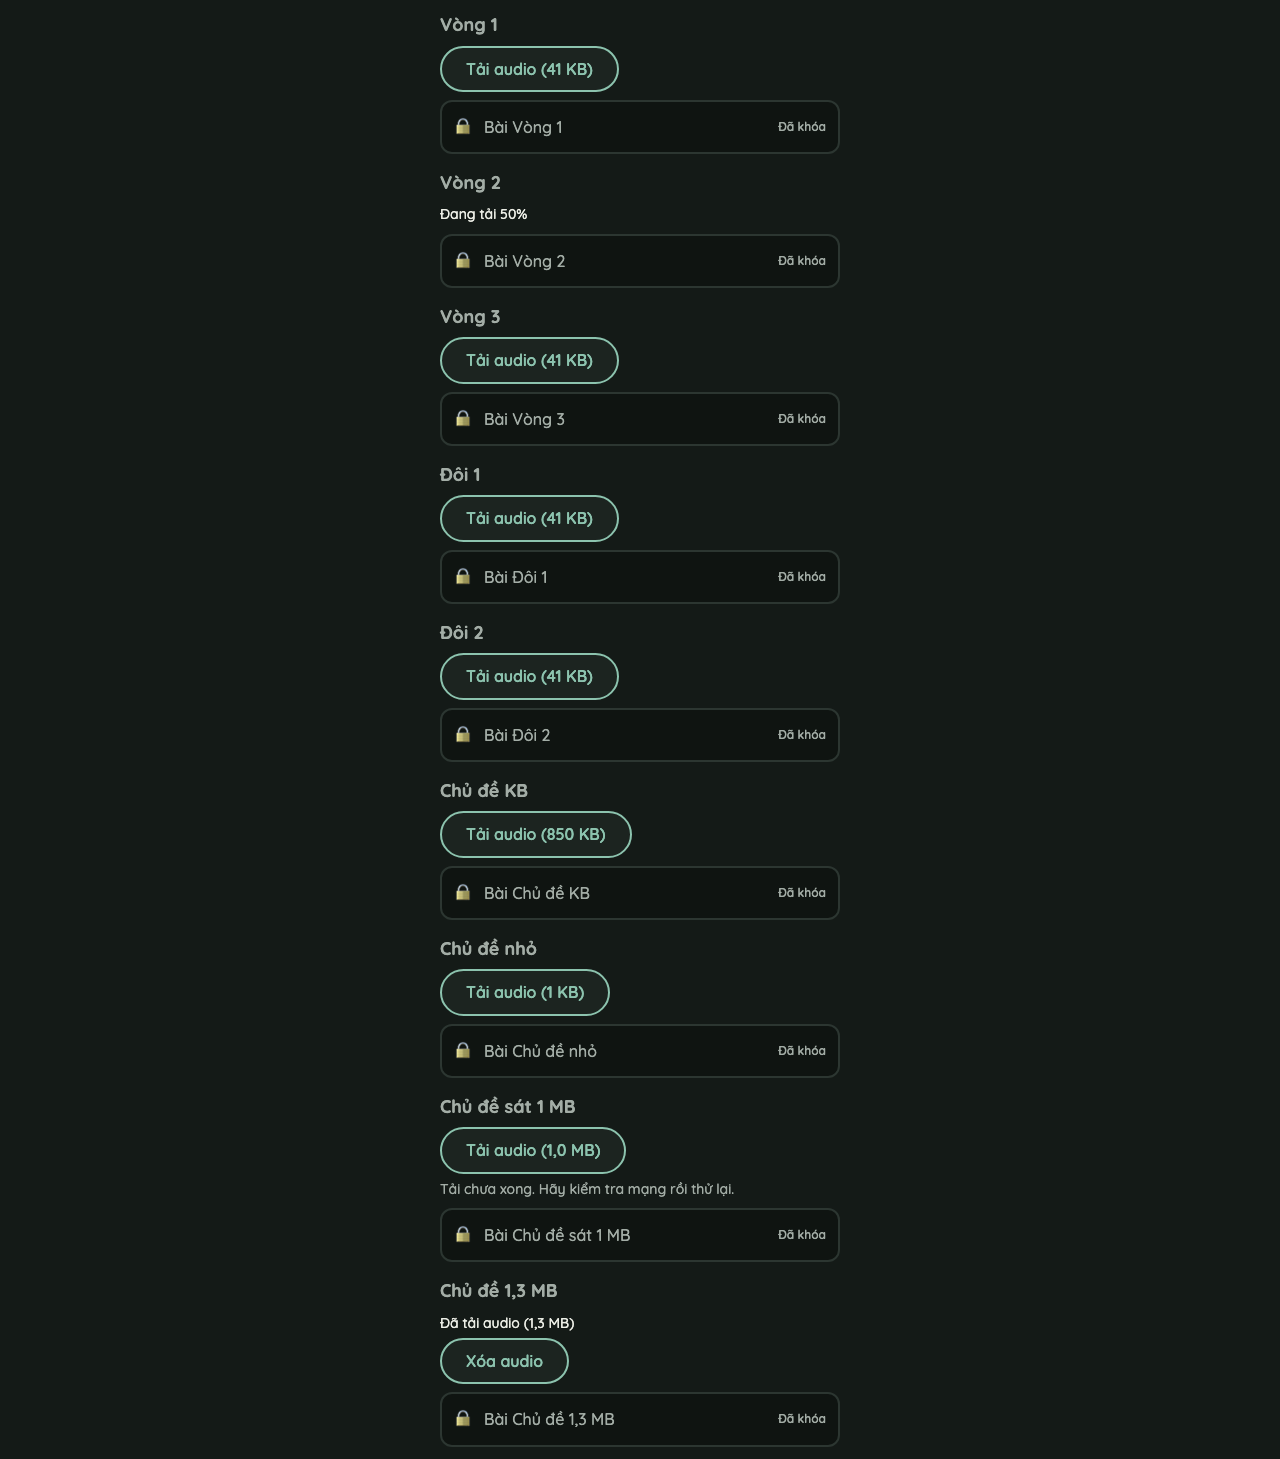 Vòng 1
Tải audio (41 KB)
Bài Vòng 1
Đã khóa
Vòng 2
Đang tải 50%
Bài Vòng 2
Đã khóa
Vòng 3
Tải audio (41 KB)
Bài Vòng 3
Đã khóa
Đôi 1
Tải audio (41 KB)
Bài Đôi 1
Đã khóa
Đôi 2
Tải audio (41 KB)
Bài Đôi 2
Đã khóa
Chủ đề KB
Tải audio (850 KB)
Bài Chủ đề KB
Đã khóa
Chủ đề nhỏ
Tải audio (1 KB)
Bài Chủ đề nhỏ
Đã khóa
Chủ đề sát 1 MB
Tải audio (1,0 MB)
Tải chưa xong. Hãy kiểm tra mạng rồi thử lại.
Bài Chủ đề sát 1 MB
Đã khóa
Chủ đề 1,3 MB
Đã tải audio (1,3 MB)
Xóa audio
Bài Chủ đề 1,3 MB
Đã khóa